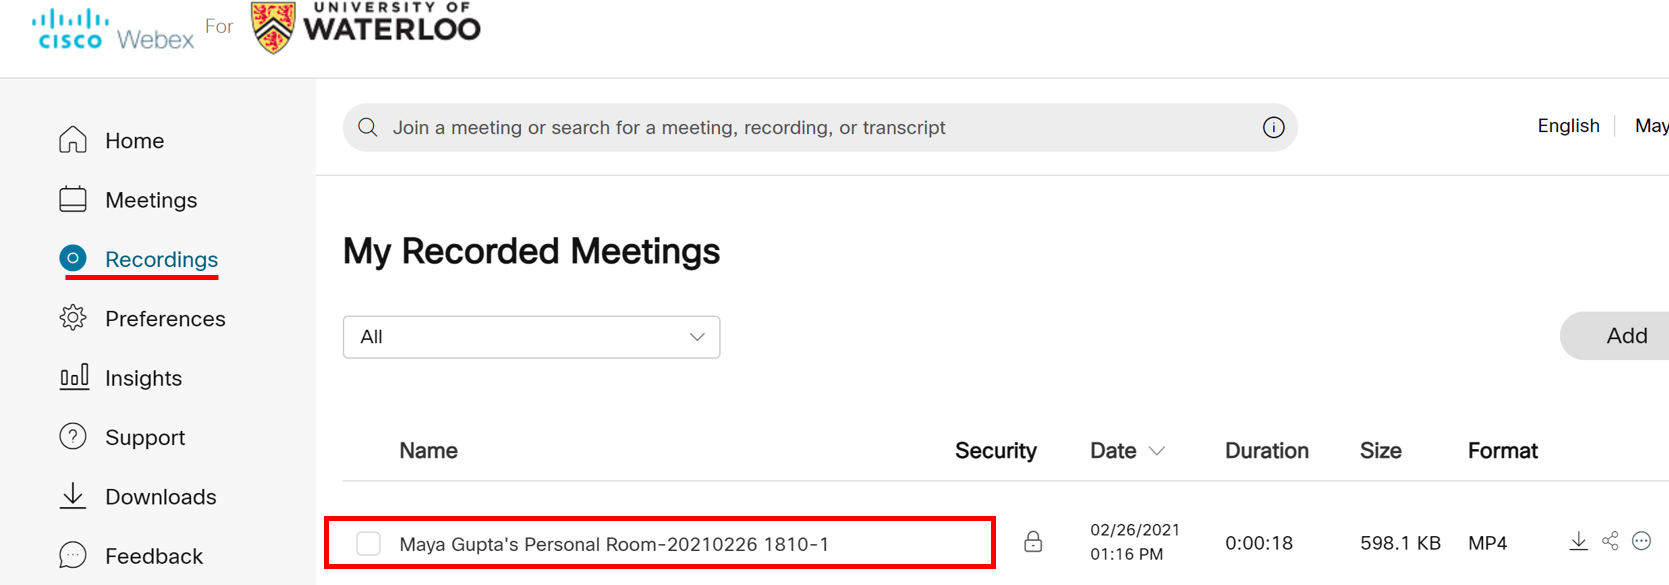 CISCO Webex For UNIVERSITY OF WATERLOO
Home
Meetings
Recordings
Preferences
Insights
Support
Downloads
Feedback
Join a meeting or search for a meeting, recording, or transcript
English May
My Recorded Meetings
All
Add
Name Security Date Duration Size Format
Maya Gupta's Personal Room-20210226 1810-1
02/26/2021
01:16 PM
0:00:18 598.1 KB MP4